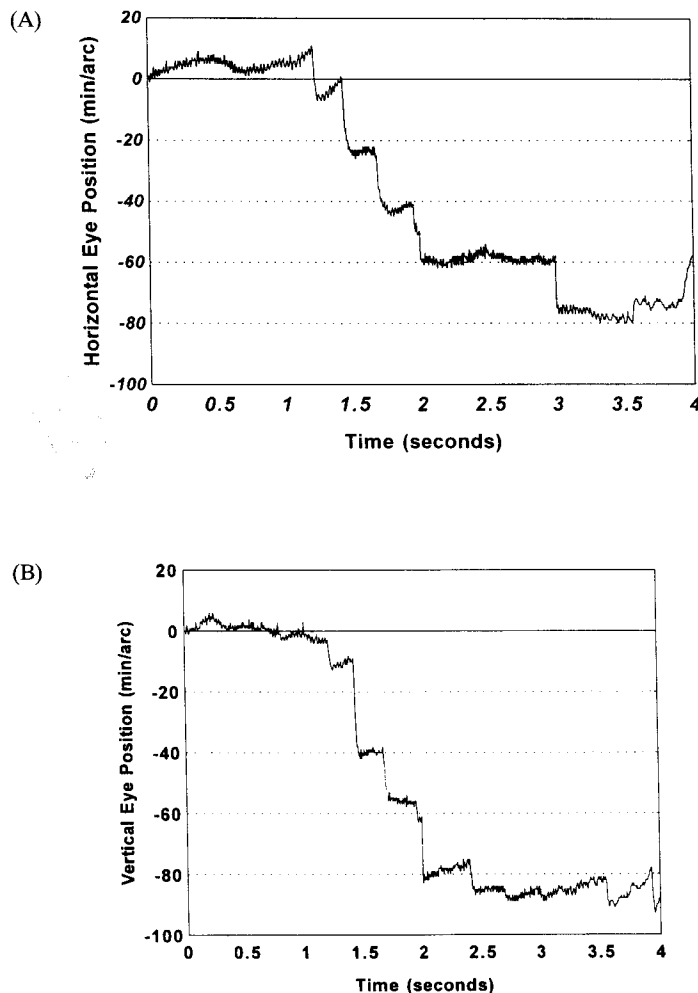 (A)
Horizontal Eye Position (min/arc)
20
0
-20
-40
-60
-80
-100
0 0.5 1 1.5 2 2.5 3 3.5 4
Time (seconds)
(B)
Vertical Eye Position (min/arc)
20
0
-20
-40
-60
-80
-100
0 0.5 1 1.5 2 2.5 3 3.5 4
Time (seconds)